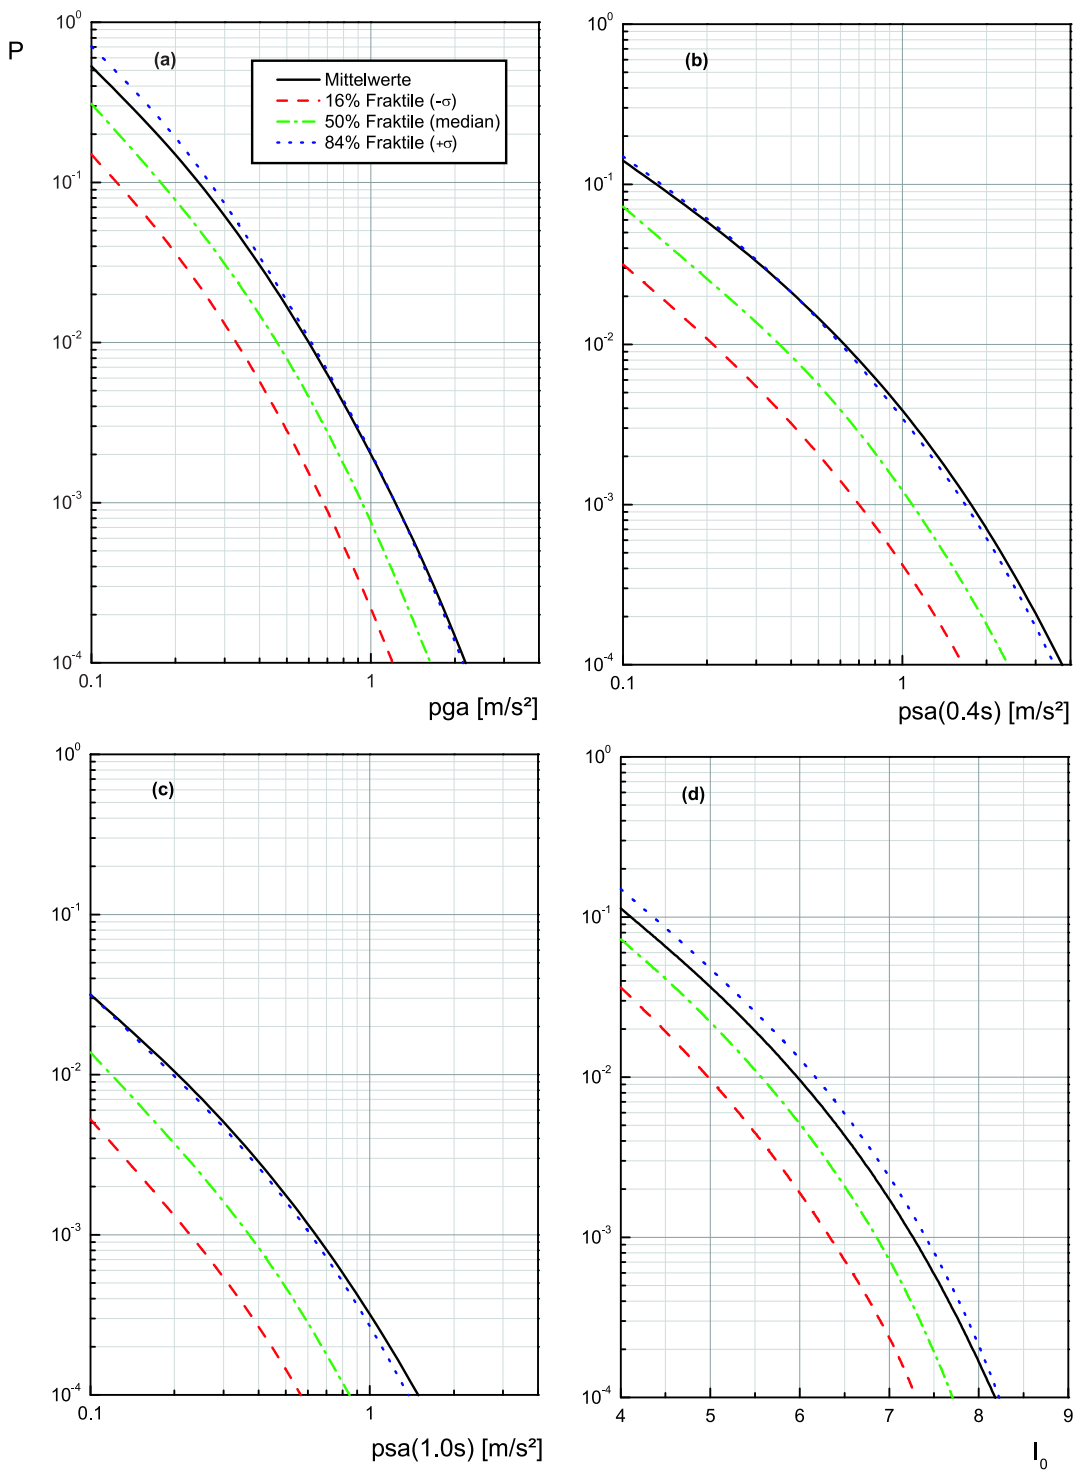 P
(a)
Mittelwerte
16% Fraktile (-σ)
50% Fraktile (median)
84% Fraktile (+σ)
10⁰
10⁻¹
10⁻²
10⁻³
10⁻⁴
0.1
1
pga [m/s²]
(b)
10⁰
10⁻¹
10⁻²
10⁻³
10⁻⁴
0.1
1
psa(0.4s) [m/s²]
(c)
10⁰
10⁻¹
10⁻²
10⁻³
10⁻⁴
0.1
1
psa(1.0s) [m/s²]
(d)
10⁰
10⁻¹
10⁻²
10⁻³
10⁻⁴
4 5 6 7 8 9
I₀